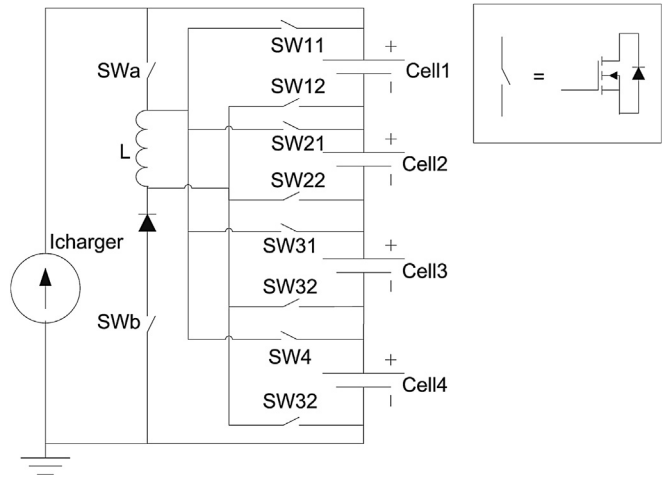 SW11
+
Cell1
SWa
SW12
L
SW21
+
Cell2
SW22
Icharger
SW31
+
Cell3
SW32
SWb
SW4
+
Cell4
SW32
=